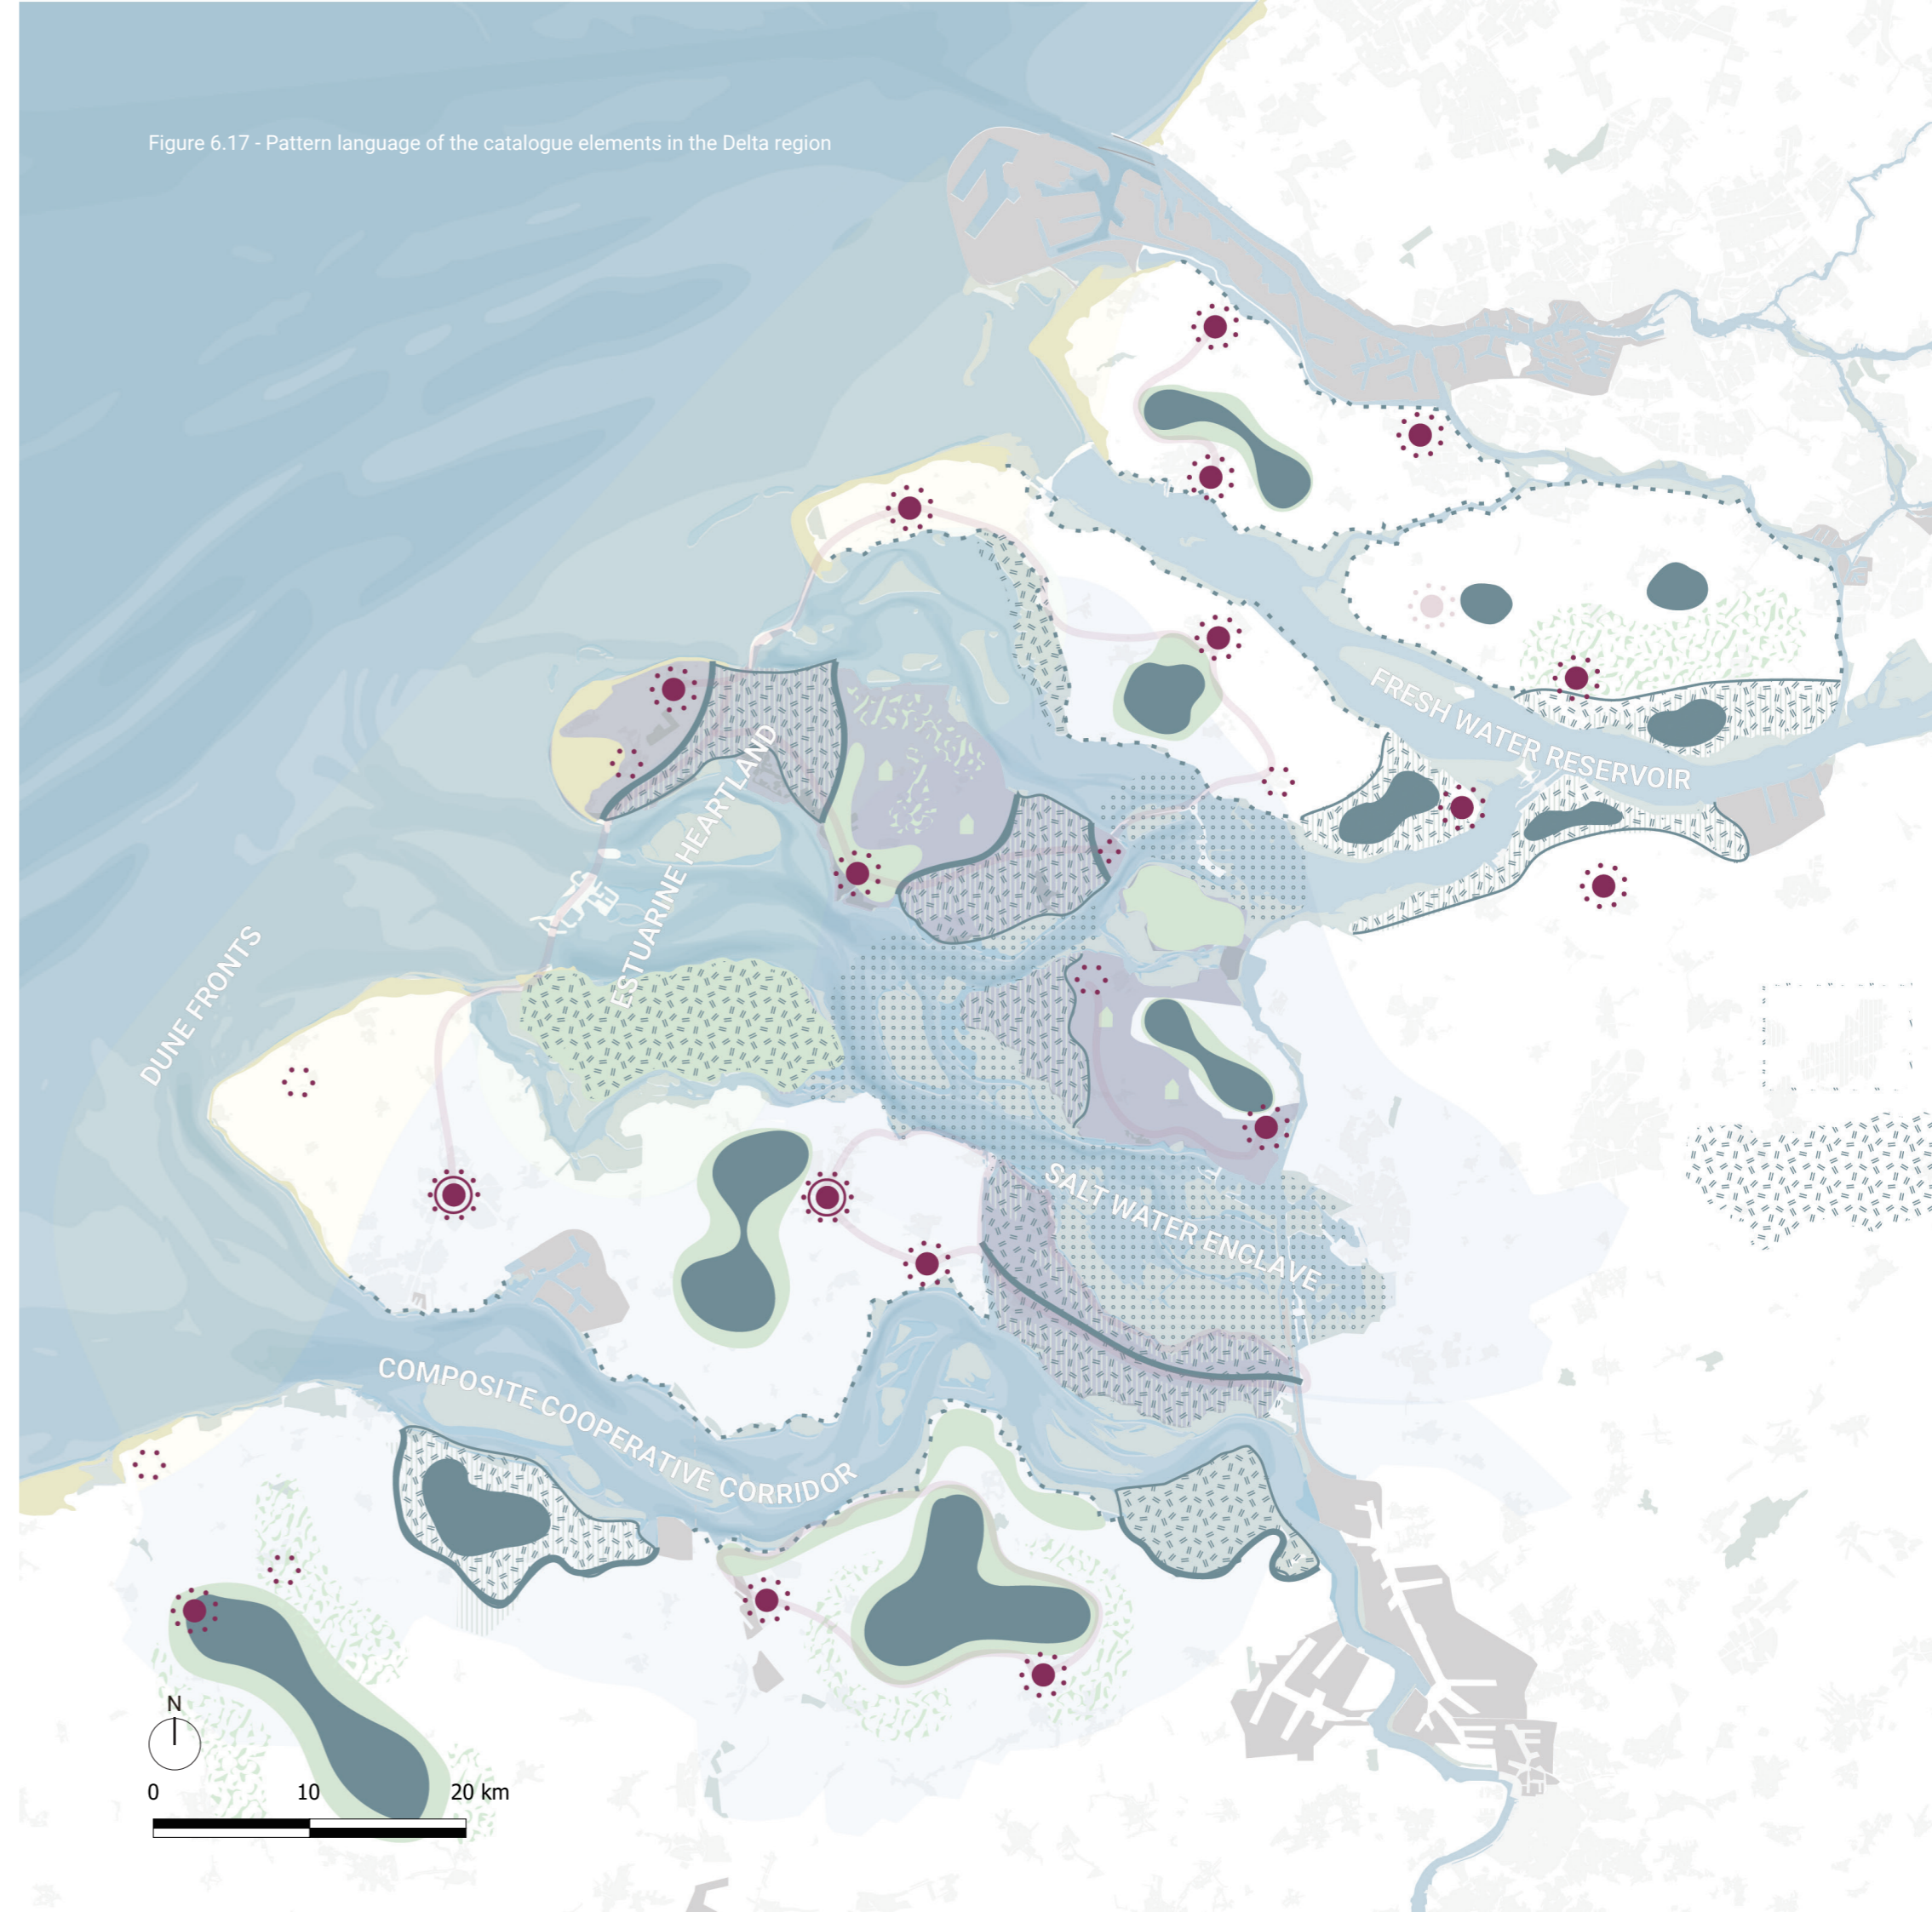 Figure 6.17 - Pattern language of the catalogue elements in the Delta region
FRESH WATER RESERVOIR
ESTUARINE HEARTLAND
DUNE FRONTS
SALT WATER ENCLAVE
COMPOSITE COOPERATIVE CORRIDOR
N
0 10 20 km